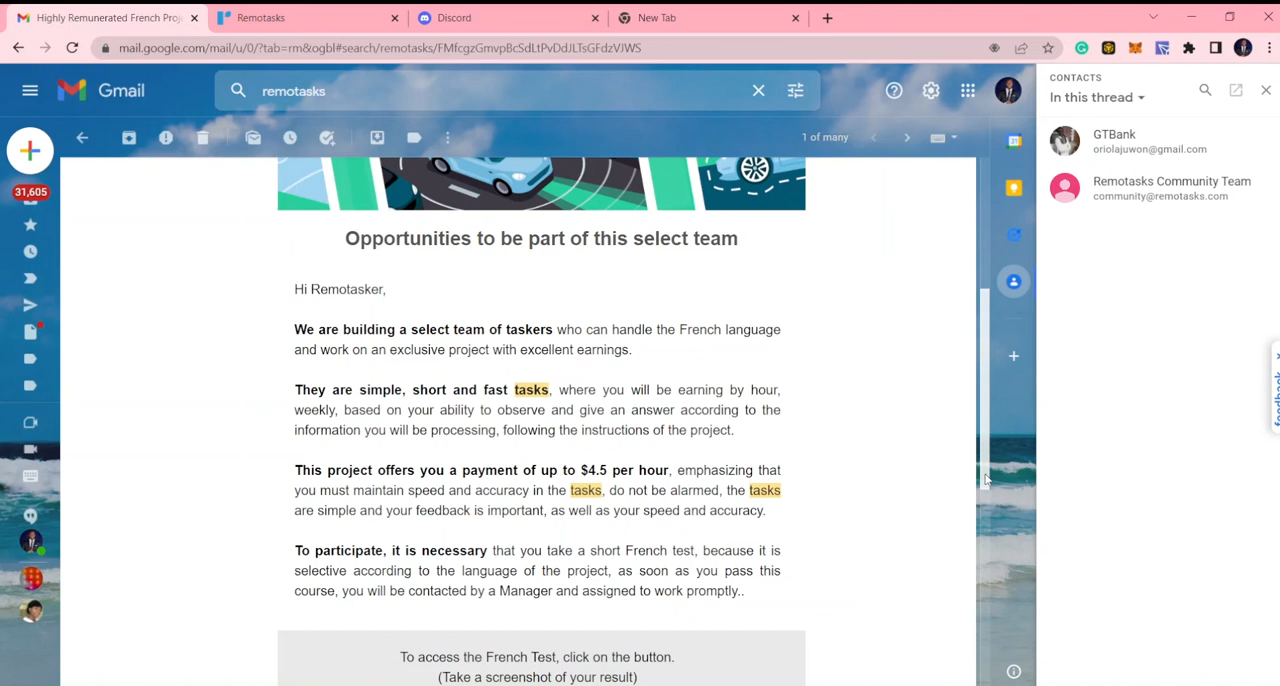 Highly Remunerated French Proj
Remotasks
Discord
New Tab
mail.google.com/mail/u/0/?tab=rm&ogbl#search/remotasks/FMfcgzGmvpBcSdLtPvDdJLTsGFdzVJWS
Gmail
remotasks
CONTACTS
In this thread
1 of many
31,605
GTBank
oriolajuwon@gmail.com
Remotasks Community Team
community@remotasks.com
Opportunities to be part of this select team
Hi Remotasker,
We are building a select team of taskers who can handle the French language
and work on an exclusive project with excellent earnings.
They are simple, short and fast tasks, where you will be earning by hour,
weekly, based on your ability to observe and give an answer according to the
information you will be processing, following the instructions of the project.
This project offers you a payment of up to $4.5 per hour, emphasizing that
you must maintain speed and accuracy in the tasks, do not be alarmed, the tasks
are simple and your feedback is important, as well as your speed and accuracy.
To participate, it is necessary that you take a short French test, because it is
selective according to the language of the project, as soon as you pass this
course, you will be contacted by a Manager and assigned to work promptly..
To access the French Test, click on the button.
(Take a screenshot of your result)
feedback